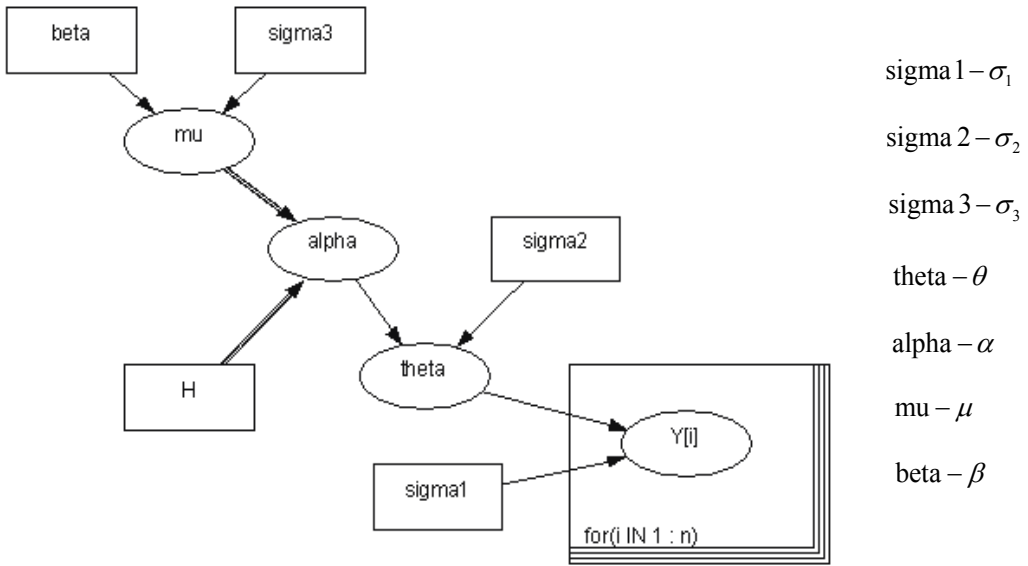 beta
sigma3
mu
alpha
sigma2
H
theta
Y[i]
sigma1
for(i IN 1 : n)
sigma 1 – σ₁
sigma 2 – σ₂
sigma 3 – σ₃
theta – θ
alpha – α
mu – μ
beta – β